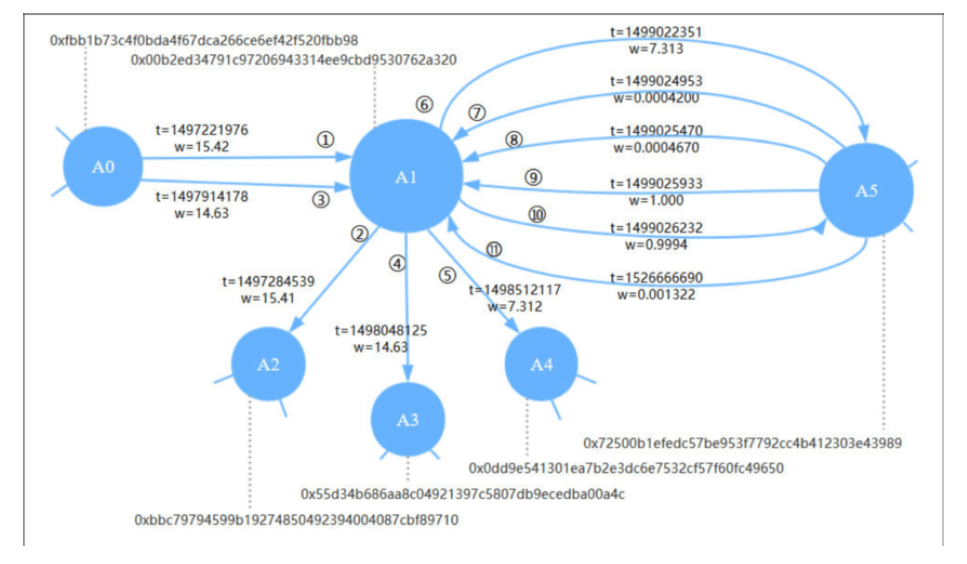 0xfbb1b73c4f0bda4f67dca266ce6ef42f520fbb98
0x00b2ed34791c97206943314ee9cbd9530762a320
t=1499022351
w=7.313
⑥
t=1499024953
w=0.0004200
⑦
t=1497221976
w=15.42
①
⑧
t=1499025470
w=0.0004670
A0
A1
⑨
t=1499025933
w=1.000
A5
t=1497914178
w=14.63
③
⑩
t=1499026232
w=0.9994
②
④
⑤
⑪
t=1526666690
w=0.001322
t=1497284539
w=15.41
t=1498512117
w=7.312
t=1498048125
w=14.63
A2
A4
A3
0x72500b1efedc57be953f7792cc4b412303e43989
0x0dd9e541301ea7b2e3dc6e7532cf57f60fc49650
0x55d34b686aa8c04921397c5807db9ecedba00a4c
0xbbc79794599b19274850492394004087cbf89710